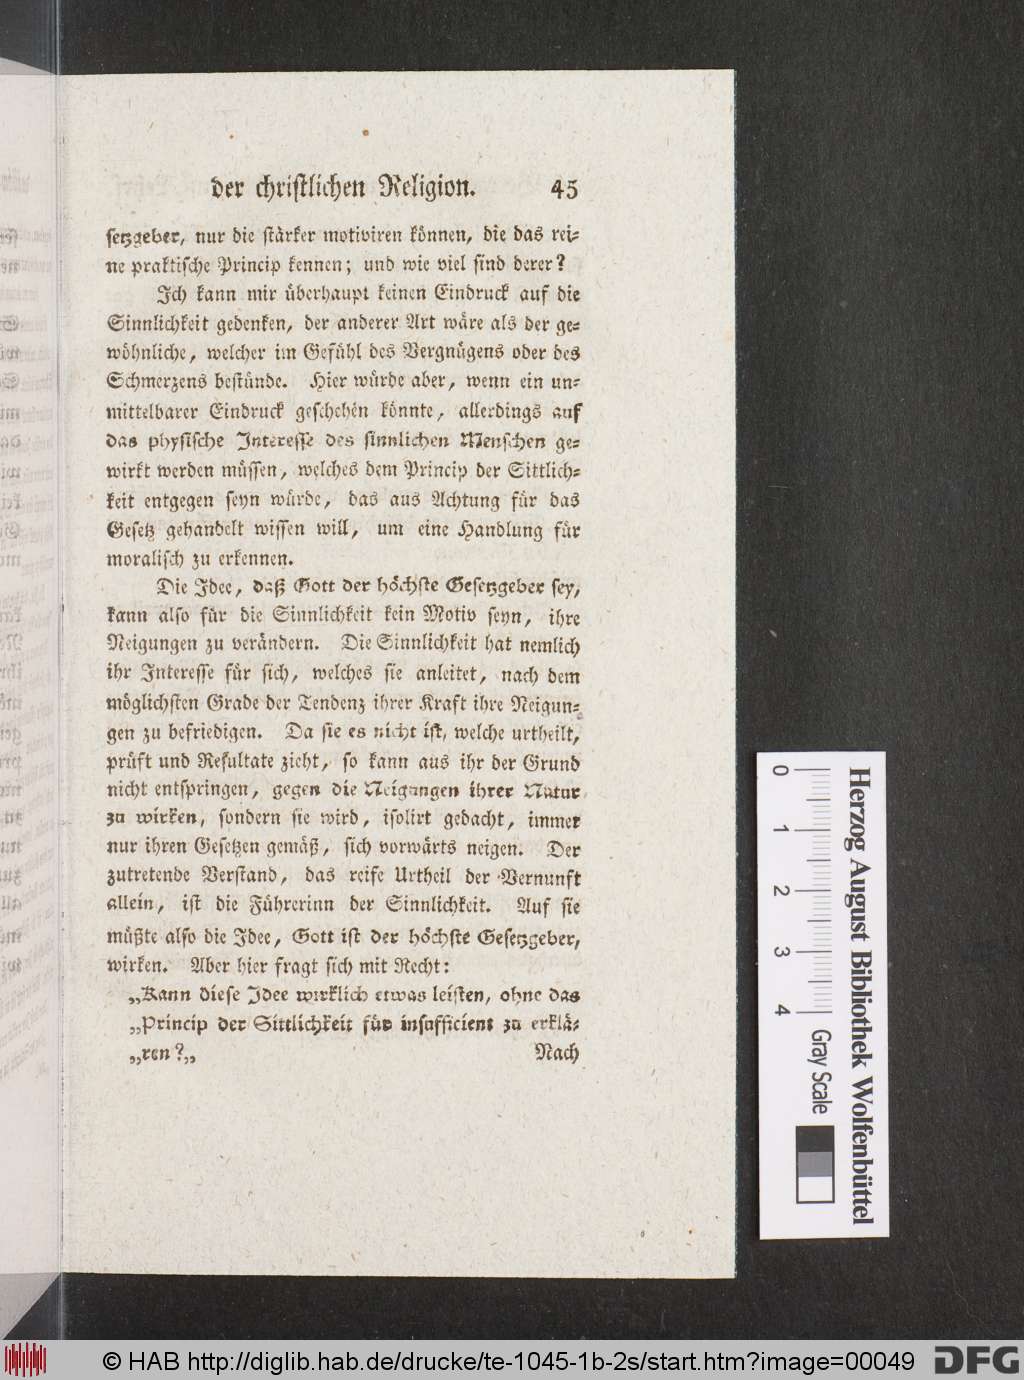 der christlichen Religion. 45
setzgeber, nur die stärker motiviren können, die das rei-
ne praktische Princip kennen; und wie viel sind derer?
Ich kann mir überhaupt keinen Eindruck auf die
Sinnlichkeit gedenken, der anderer Art wäre als der ge-
wöhnliche, welcher im Gefühl des Vergnügens oder des
Schmerzens bestünde. Hier würde aber, wenn ein un-
mittelbarer Eindruck geschehen könnte, allerdings auf
das physische Interesse des sinnlichen Menschen ge-
wirkt werden müssen, welches dem Princip der Sittlich-
keit entgegen seyn würde, das aus Achtung für das
Gesetz gehandelt wissen will, um eine Handlung für
moralisch zu erkennen.
Die Idee, daß Gott der höchste Gesetzgeber sey,
kann also für die Sinnlichkeit kein Motiv seyn, ihre
Neigungen zu verändern. Die Sinnlichkeit hat nemlich
ihr Interesse für sich, welches sie anleitet, nach dem
möglichsten Grade der Tendenz ihrer Kraft ihre Neigun-
gen zu befriedigen. Da sie es nicht ist, welche urtheilt,
prüft und Resultate zieht, so kann aus ihr der Grund
nicht entspringen, gegen die Neigungen ihrer Natur
zu wirken, sondern sie wird, isolirt gedacht, immer
nur ihren Gesetzen gemäß, sich vorwärts neigen. Der
zutretende Verstand, das reife Urtheil der Vernunft
allein, ist die Führerinn der Sinnlichkeit. Auf sie
müßte also die Idee, Gott ist der höchste Gesetzgeber,
wirken. Aber hier fragt sich mit Recht:
„Kann diese Idee wirklich etwas leisten, ohne das
„Princip der Sittlichkeit für insufficient zu erklä-
„ren?„ Nach
Herzog August Bibliothek Wolfenbüttel
0 1 2 3 4 Gray Scale
© HAB http://diglib.hab.de/drucke/te-1045-1b-2s/start.htm?image=00049 DFG